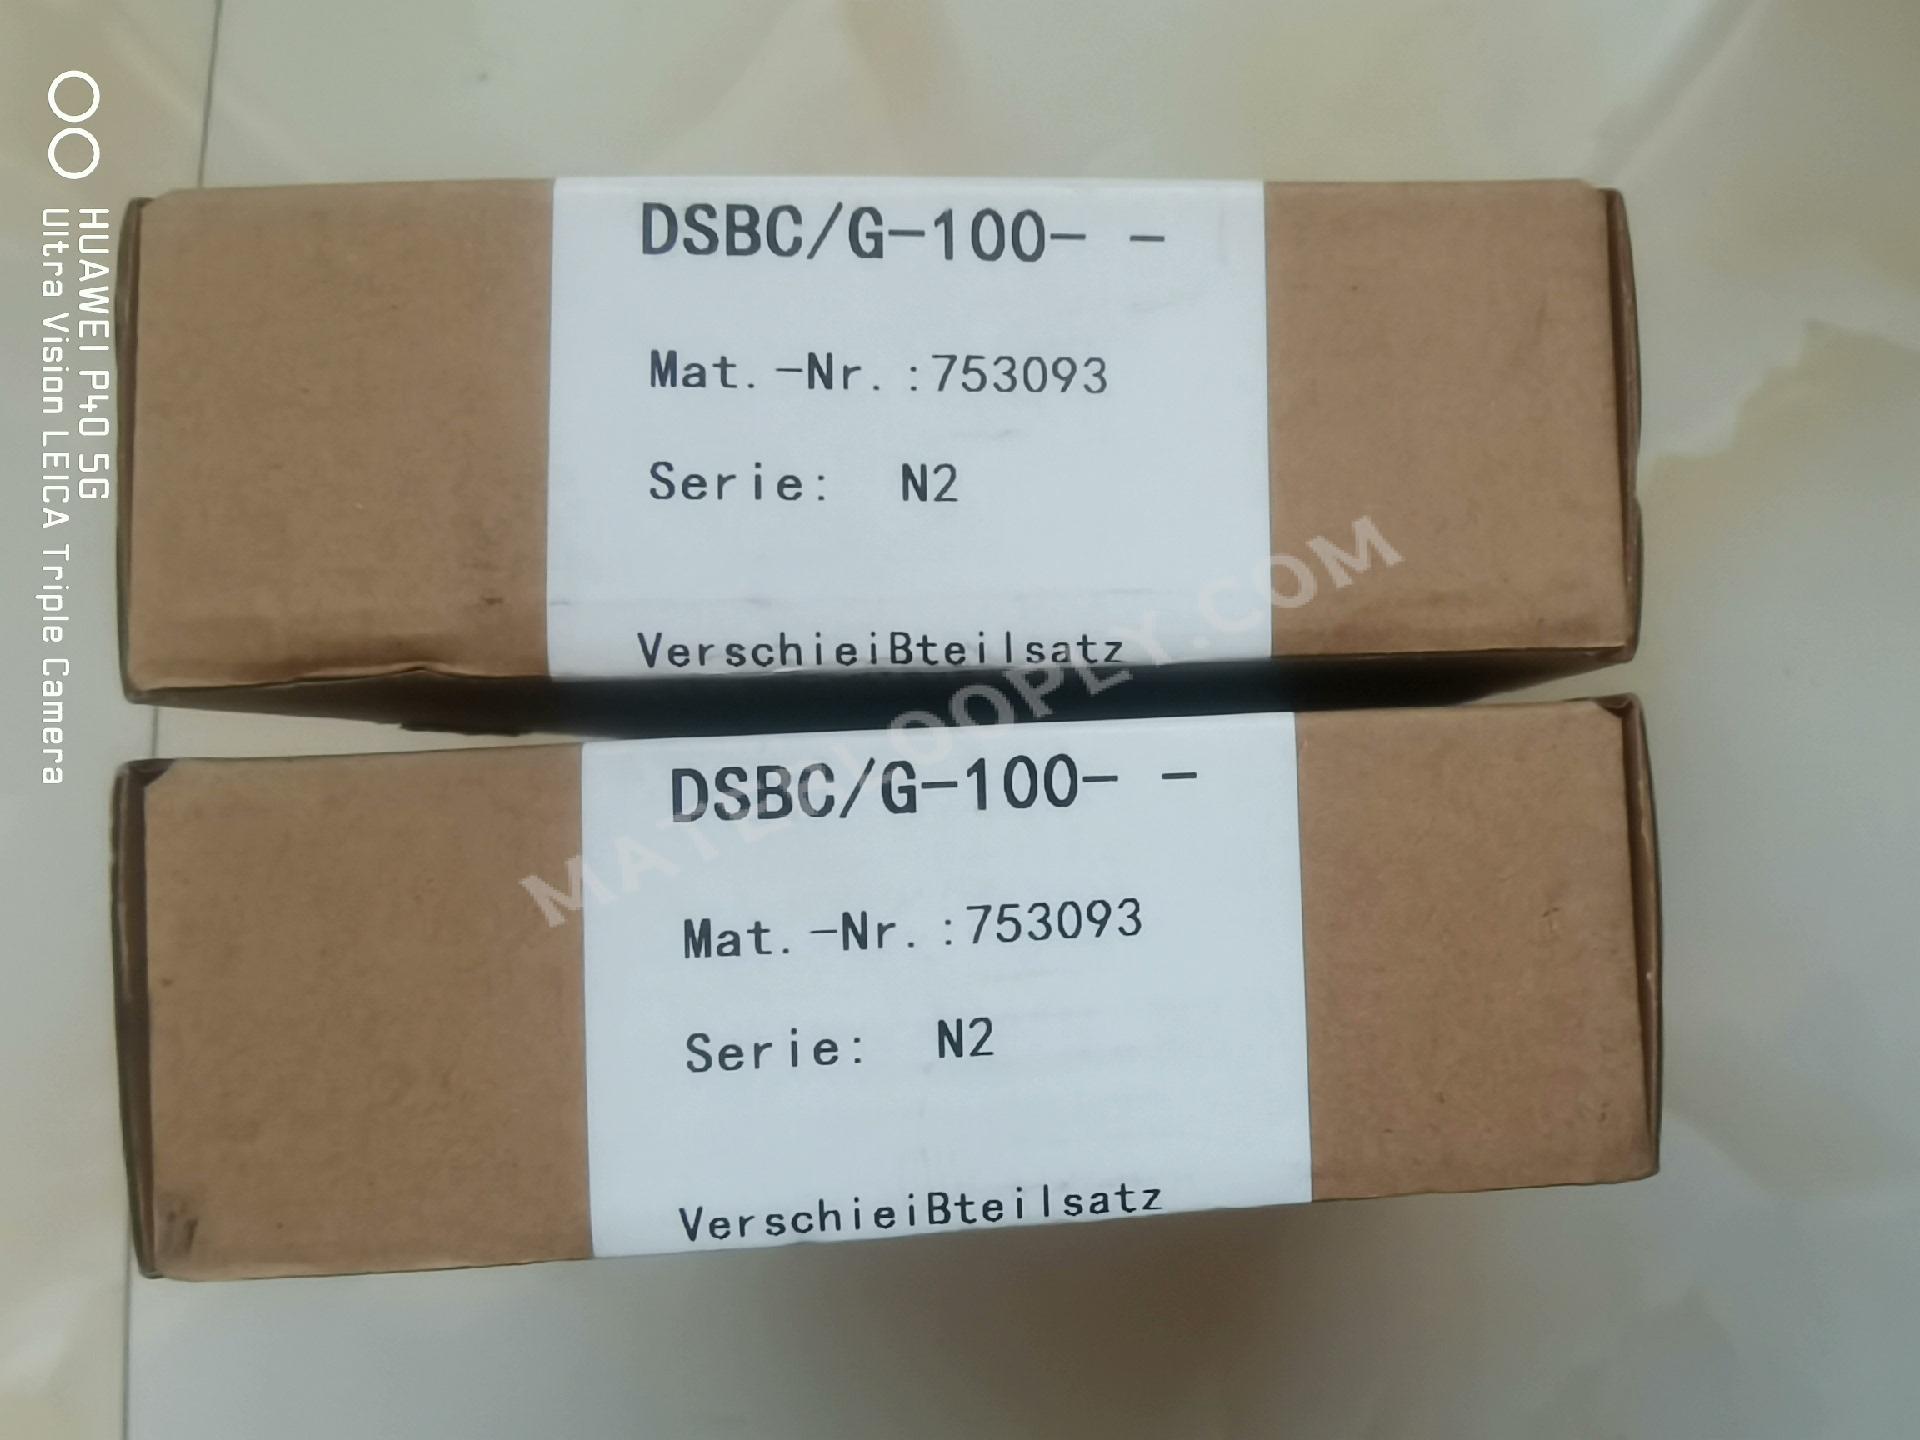 DSBC/G-100- -
Mat.-Nr.:753093
Serie: N2
VerschieiBteilsatz
DSBC/G-100- -
Mat.-Nr.:753093
Serie: N2
VerschieiBteilsatz
HUAWEI P40 5G
Ultra Vision LEICA Triple Camera